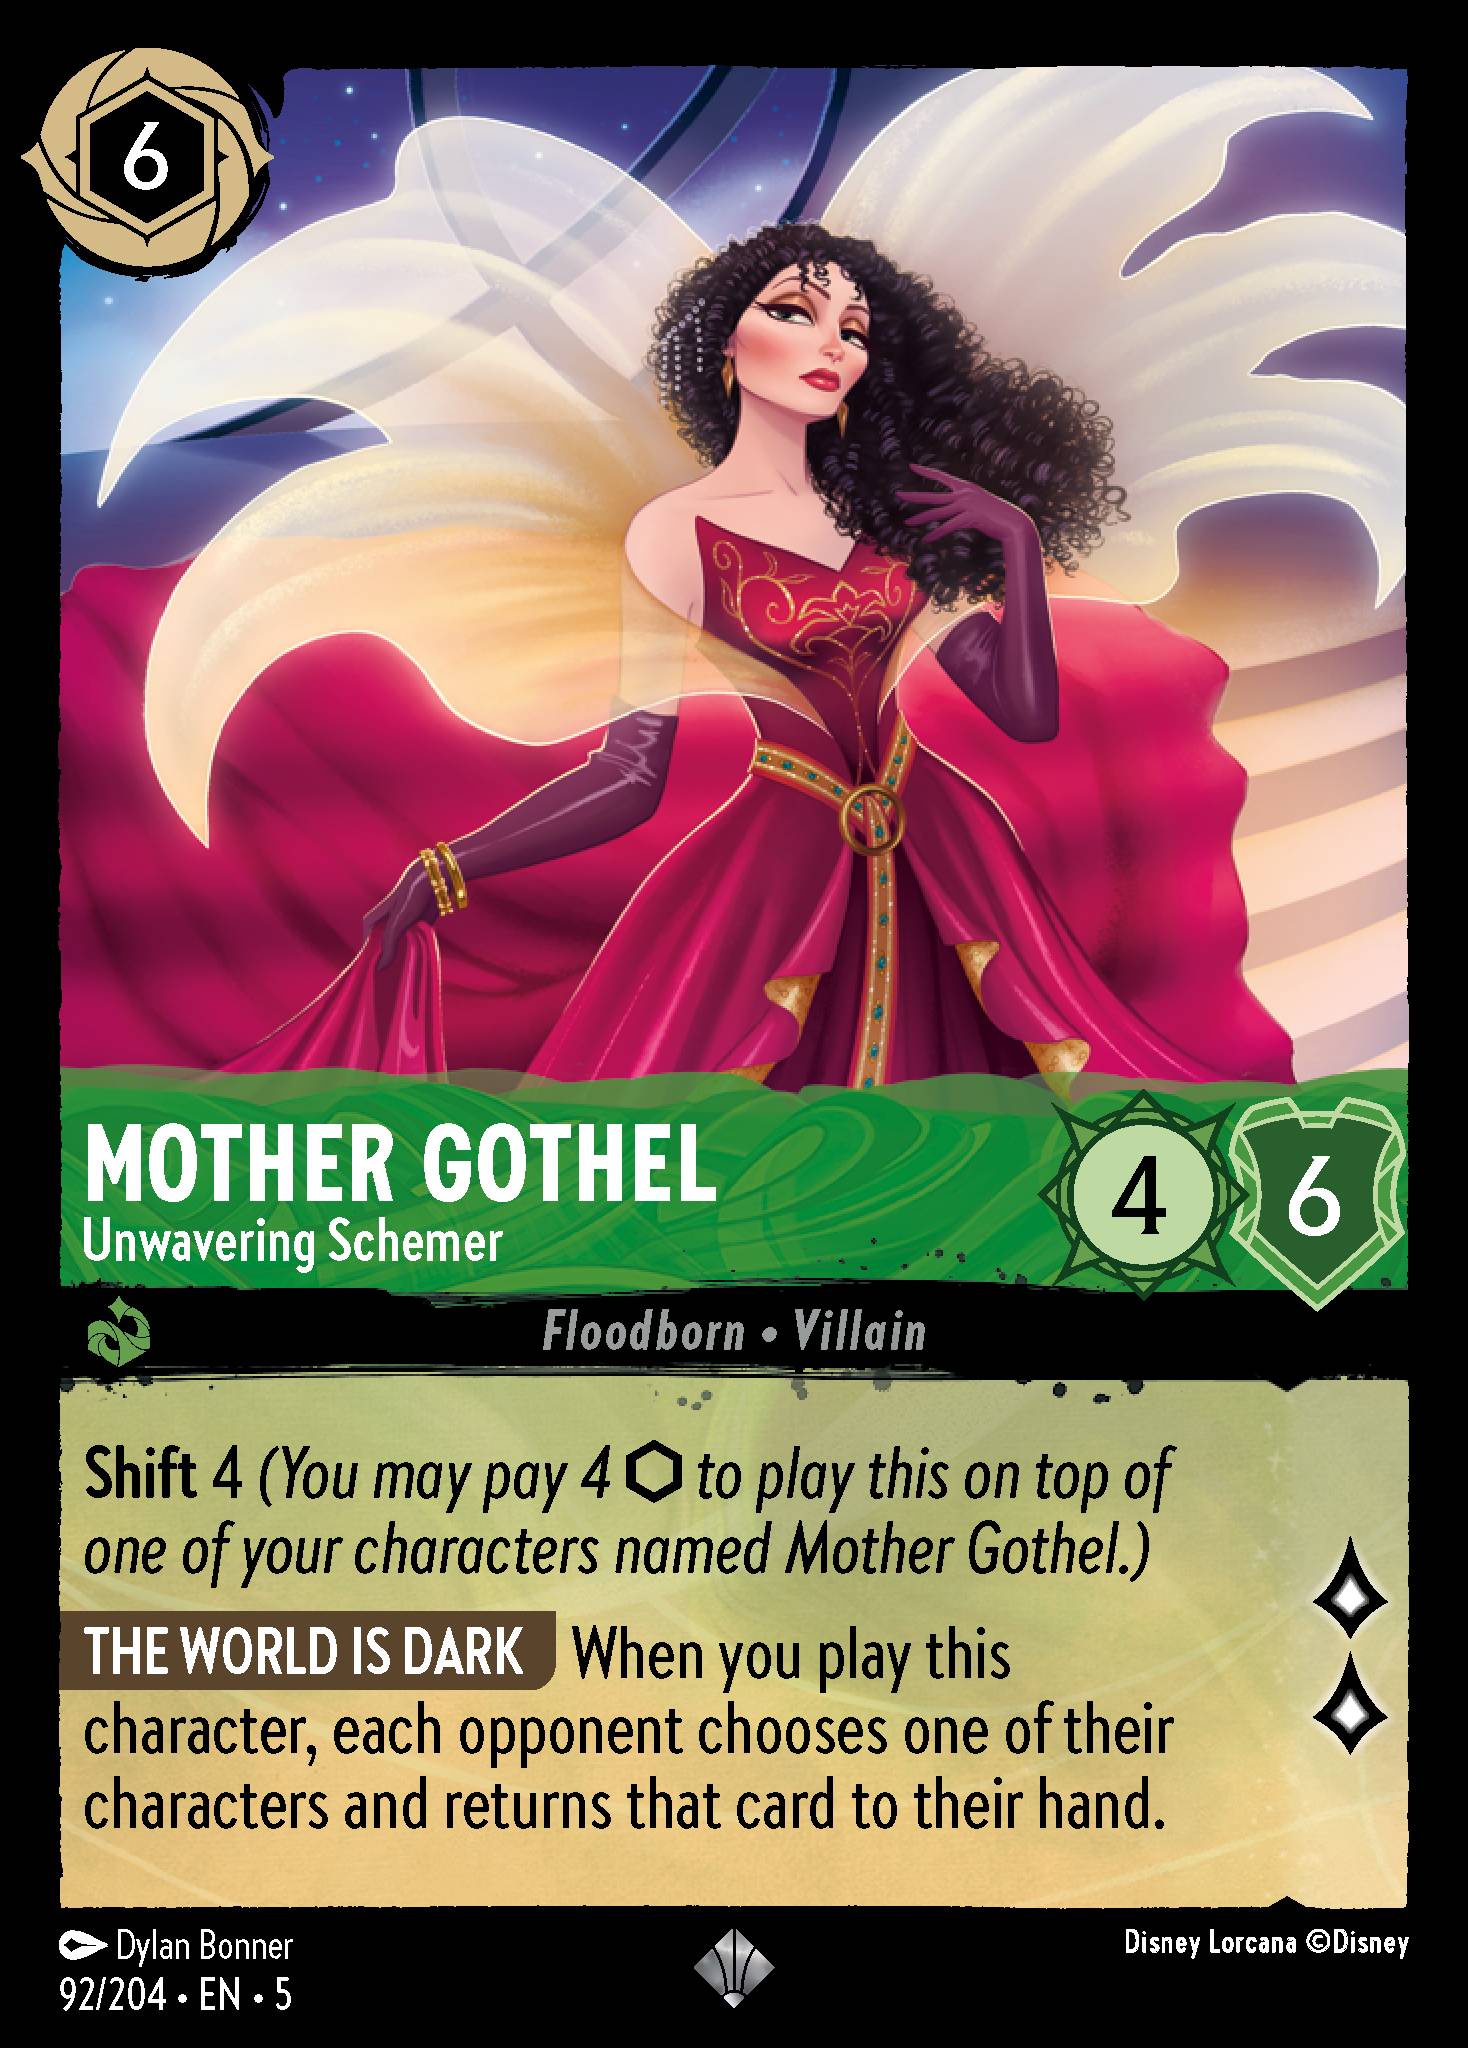 6
MOTHER GOTHEL
Unwavering Schemer
4
6
Floodborn • Villain
Shift 4 (You may pay 4 ⬡ to play this on top of
one of your characters named Mother Gothel.)
THE WORLD IS DARK When you play this
character, each opponent chooses one of their
characters and returns that card to their hand.
Dylan Bonner
Disney Lorcana ©Disney
92/204 • EN • 5